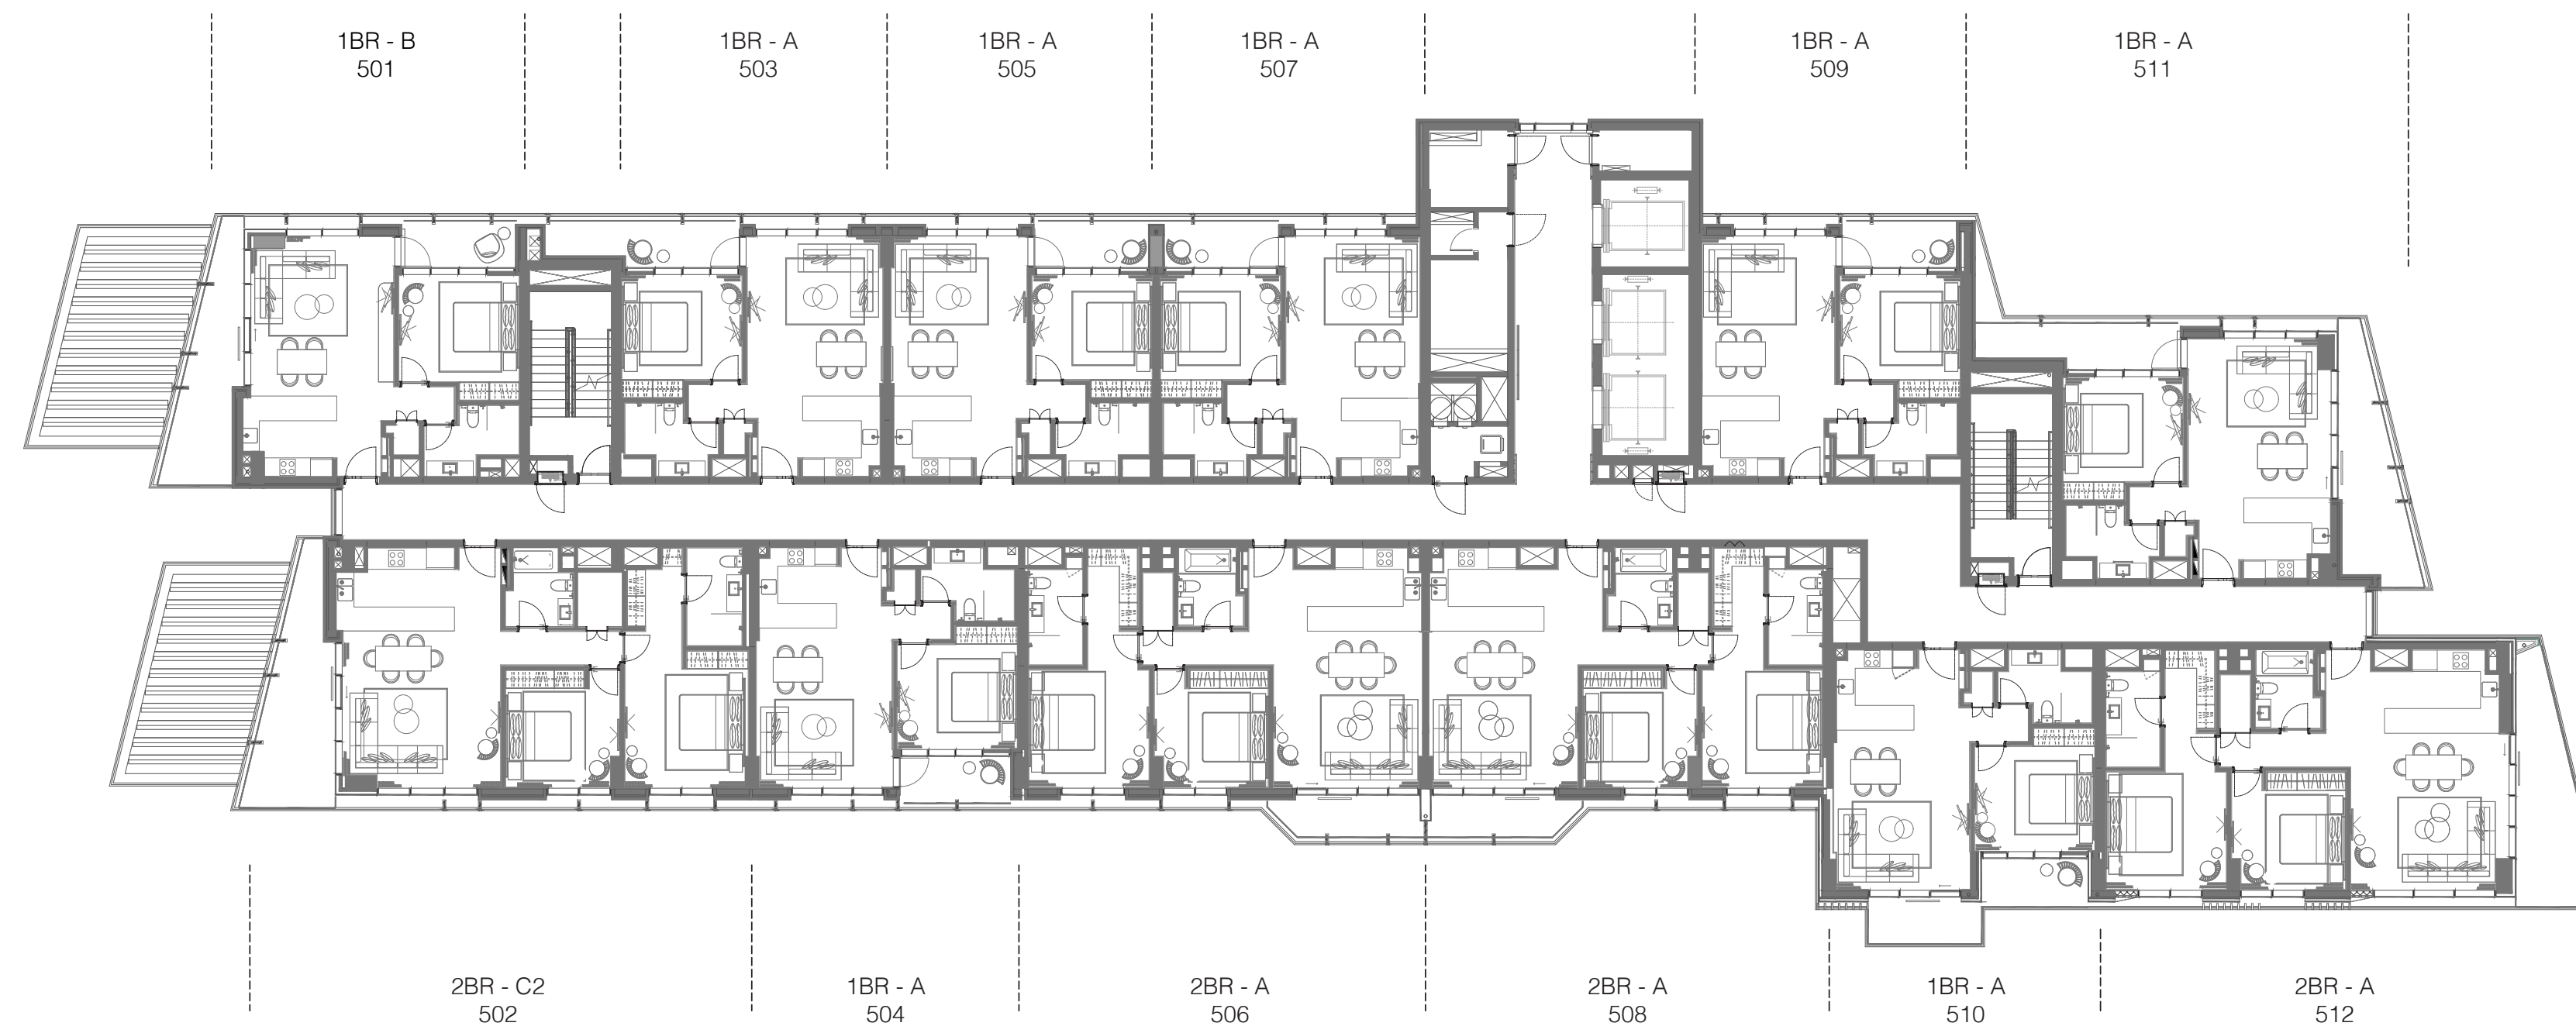 1BR - B
501
1BR - A
503
1BR - A
505
1BR - A
507
1BR - A
509
1BR - A
511
2BR - C2
502
1BR - A
504
2BR - A
506
2BR - A
508
1BR - A
510
2BR - A
512